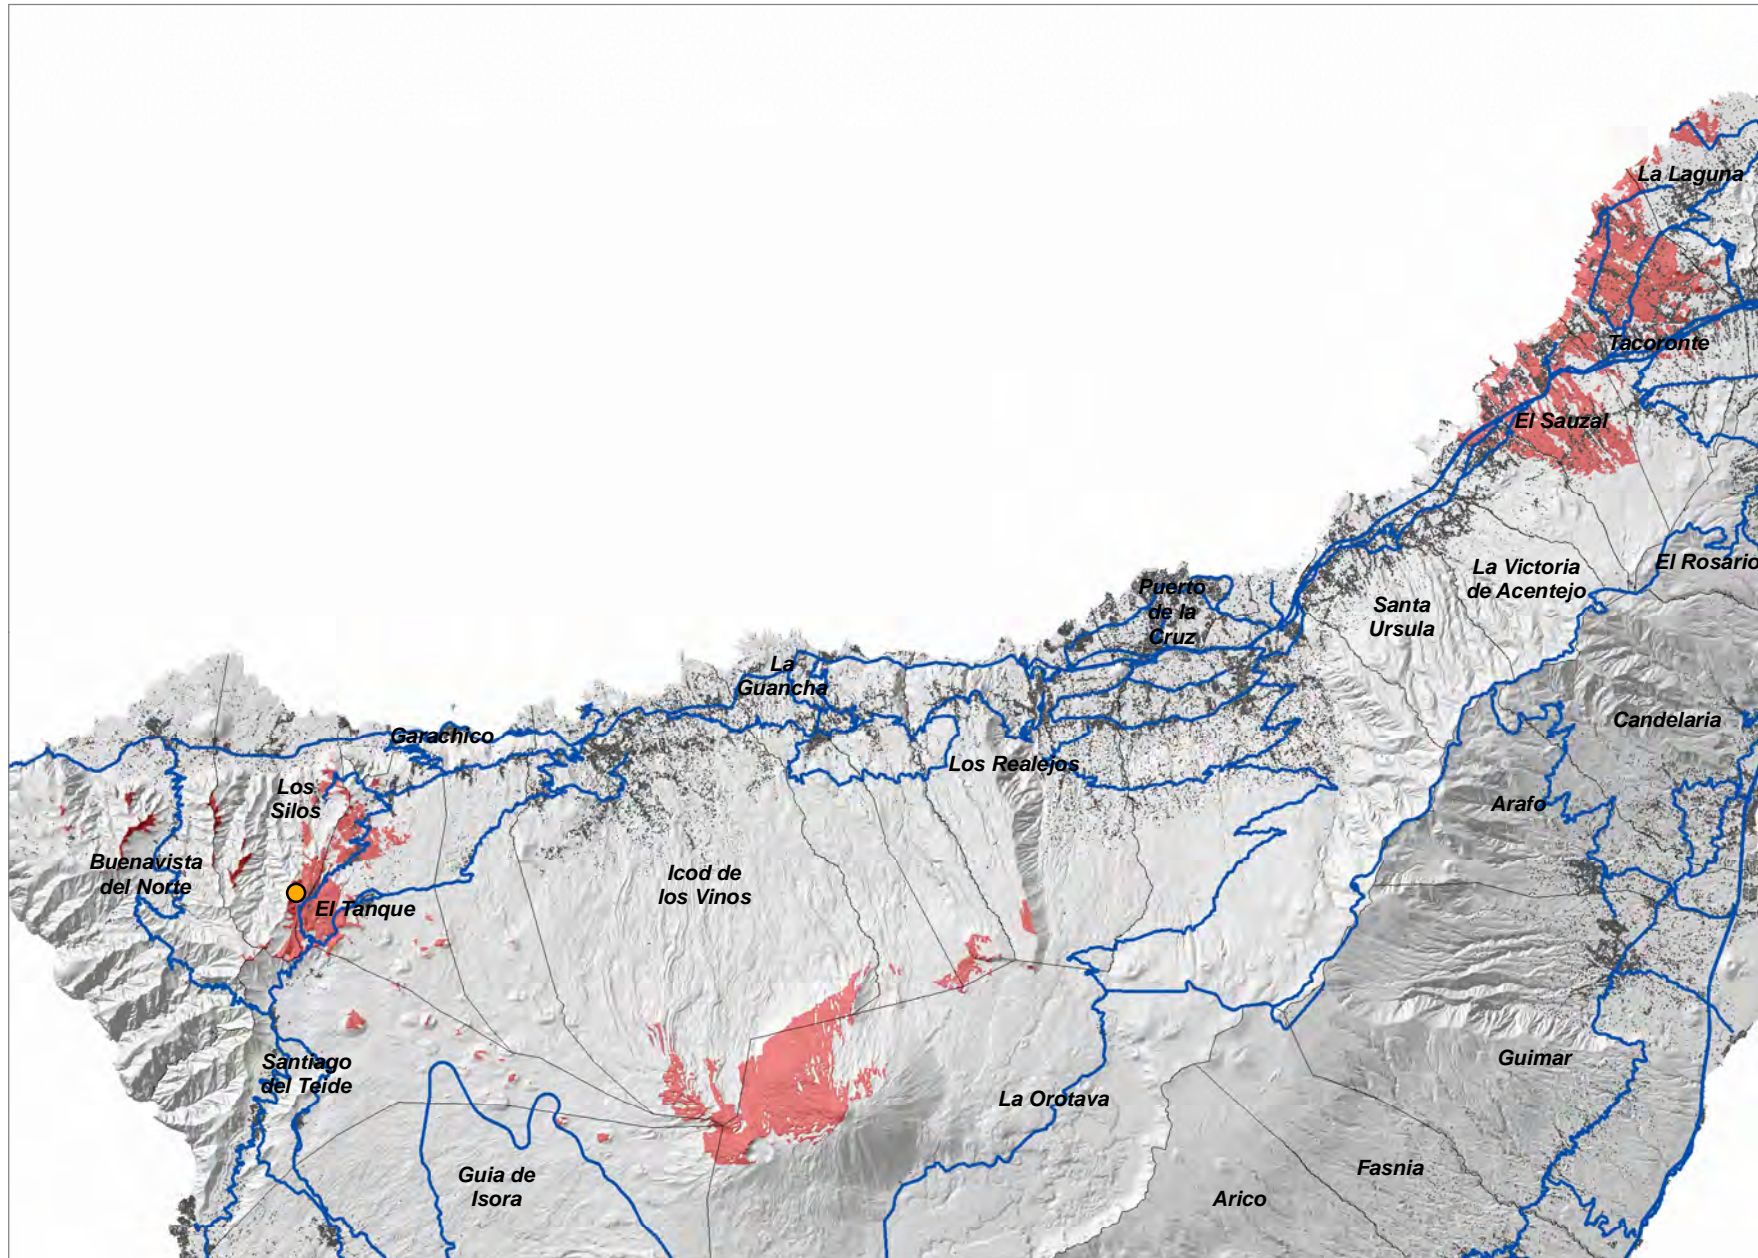 La Laguna
Tacoronte
El Sauzal
El Rosario
La Victoria
de Acentejo
Santa
Ursula
Puerto
de la
Cruz
La
Guancha
Candelaria
Garachico
Los Realejos
Los
Silos
Arafo
Buenavista
del Norte
Icod de
los Vinos
El Tanque
Santiago
del Teide
Guimar
La Orotava
Guia de
Isora
Fasnia
Arico